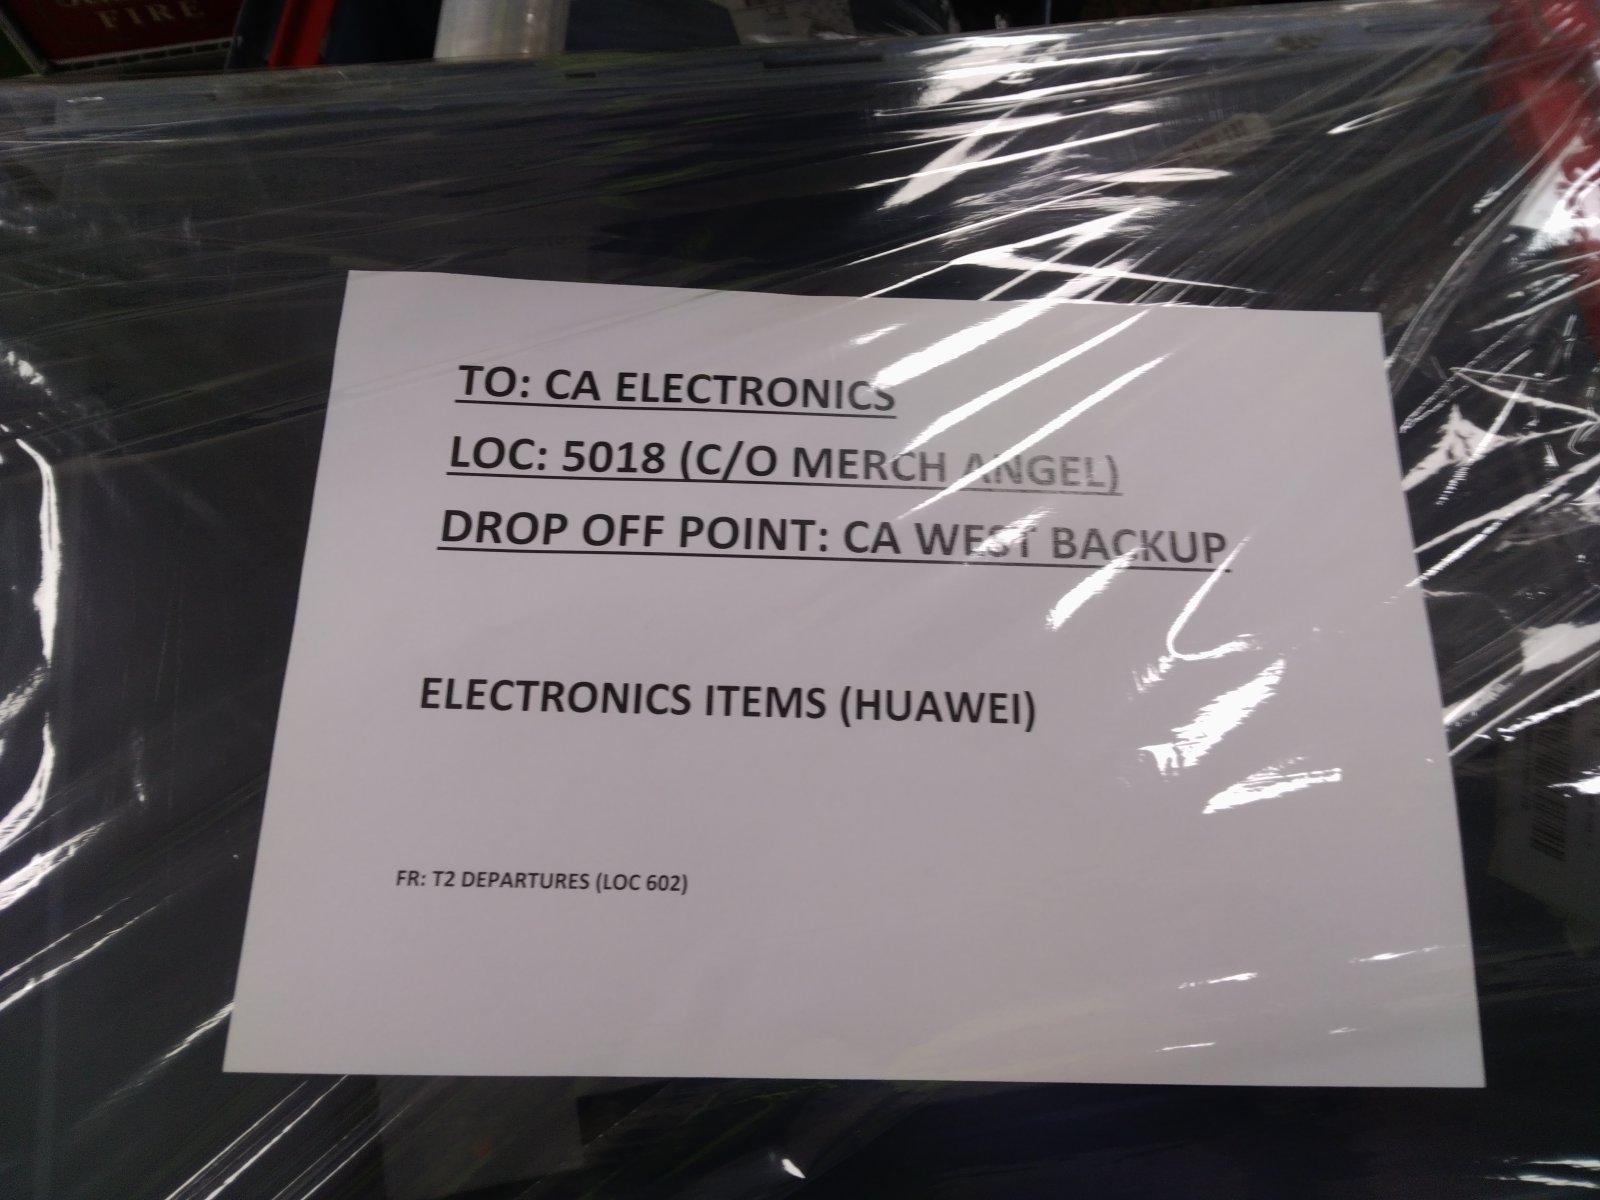 FIRE
TO: CA ELECTRONICS
LOC: 5018 (C/O MERCH ANGEL)
DROP OFF POINT: CA WEST BACKUP
ELECTRONICS ITEMS (HUAWEI)
FR: T2 DEPARTURES (LOC 602)